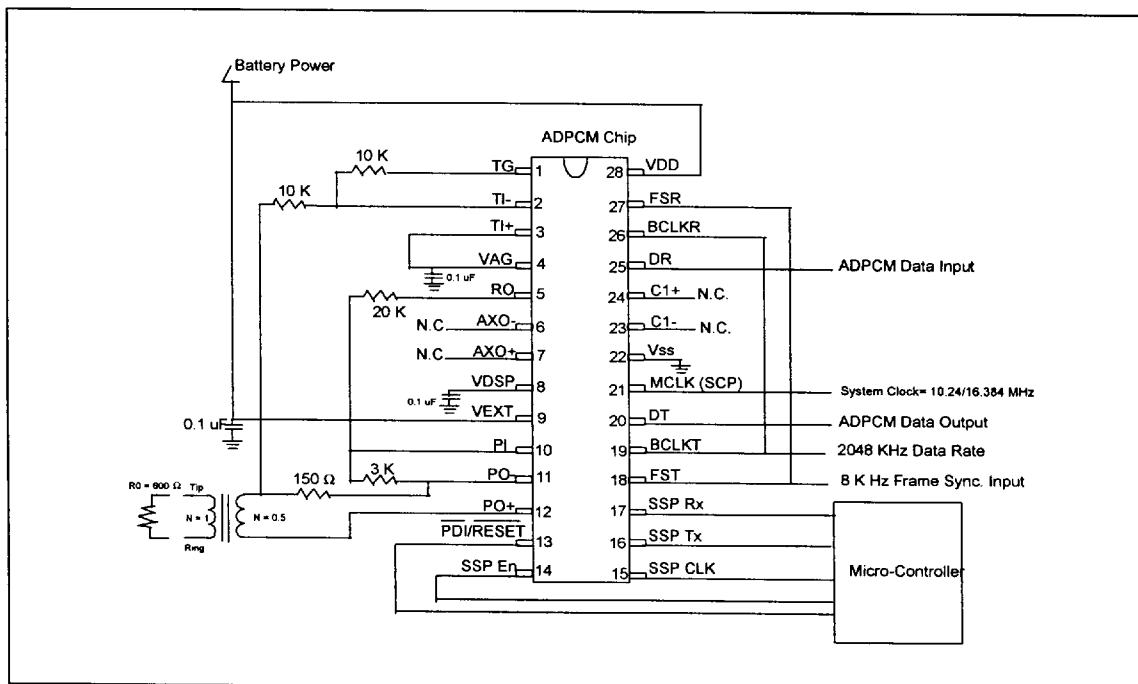 Battery Power
ADPCM Chip
10 K
TG
1
28
VDD
10 K
TI-
2
27
FSR
TI+
3
26
BCLKR
VAG
4
25
DR
ADPCM Data Input
0.1 uF
RO
5
24
C1+
N.C.
20 K
N.C
AXO-
6
23
C1-
N.C.
N.C
AXO+
7
22
Vss
VDSP
8
21
MCLK (SCP)
System Clock= 10.24/16.384 MHz
0.1 uF
0.1 uF
VEXT
9
20
DT
ADPCM Data Output
PI
10
19
BCLKT
2048 KHz Data Rate
3 K
PO-
11
18
FST
8 K Hz Frame Sync. Input
150 Ω
R0 = 600 Ω
Tip
PO+
12
17
SSP Rx
N = 1
N = 0.5
PDI/RESET
13
16
SSP Tx
Ring
SSP En
14
15
SSP CLK
Micro-Controller